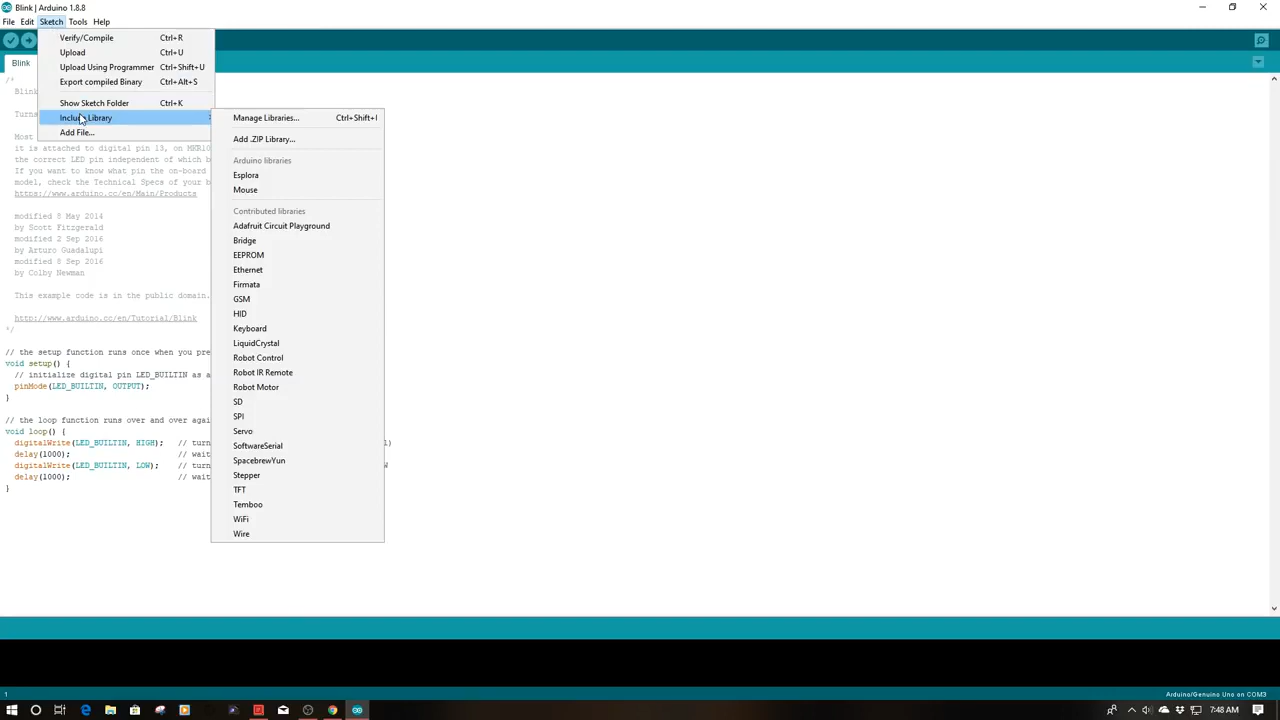 Blink | Arduino 1.8.8
File Edit Sketch Tools Help
Verify/Compile Ctrl+R
Upload Ctrl+U
Upload Using Programmer Ctrl+Shift+U
Export compiled Binary Ctrl+Alt+S
Show Sketch Folder Ctrl+K
Include Library
Add File...
Manage Libraries... Ctrl+Shift+I
Add .ZIP Library...
Arduino libraries
Esplora
Mouse
Contributed libraries
Adafruit Circuit Playground
Bridge
EEPROM
Ethernet
Firmata
GSM
HID
Keyboard
LiquidCrystal
Robot Control
Robot IR Remote
Robot Motor
SD
SPI
Servo
SoftwareSerial
SpacebrewYun
Stepper
TFT
Temboo
WiFi
Wire
Blink
/*
Blin
Turns
Most
it is attached to digital pin 13, on MKR10
the correct LED pin independent of which b
If you want to know what pin the on-board
model, check the Technical Specs of your b
https://www.arduino.cc/en/Main/Products
modified 8 May 2014
by Scott Fitzgerald
modified 2 Sep 2016
by Arturo Guadalupi
modified 8 Sep 2016
by Colby Newman
This example code is in the public domain.
http://www.arduino.cc/en/Tutorial/Blink
*/
// the setup function runs once when you pre
void setup() {
// initialize digital pin LED_BUILTIN as a
pinMode(LED_BUILTIN, OUTPUT);
}
// the loop function runs over and over agai
void loop() {
digitalWrite(LED_BUILTIN, HIGH); // turn l)
delay(1000); // wait
digitalWrite(LED_BUILTIN, LOW); // turn W
delay(1000); // wait
}
1 Arduino/Genuino Uno on COM3
7:48 AM